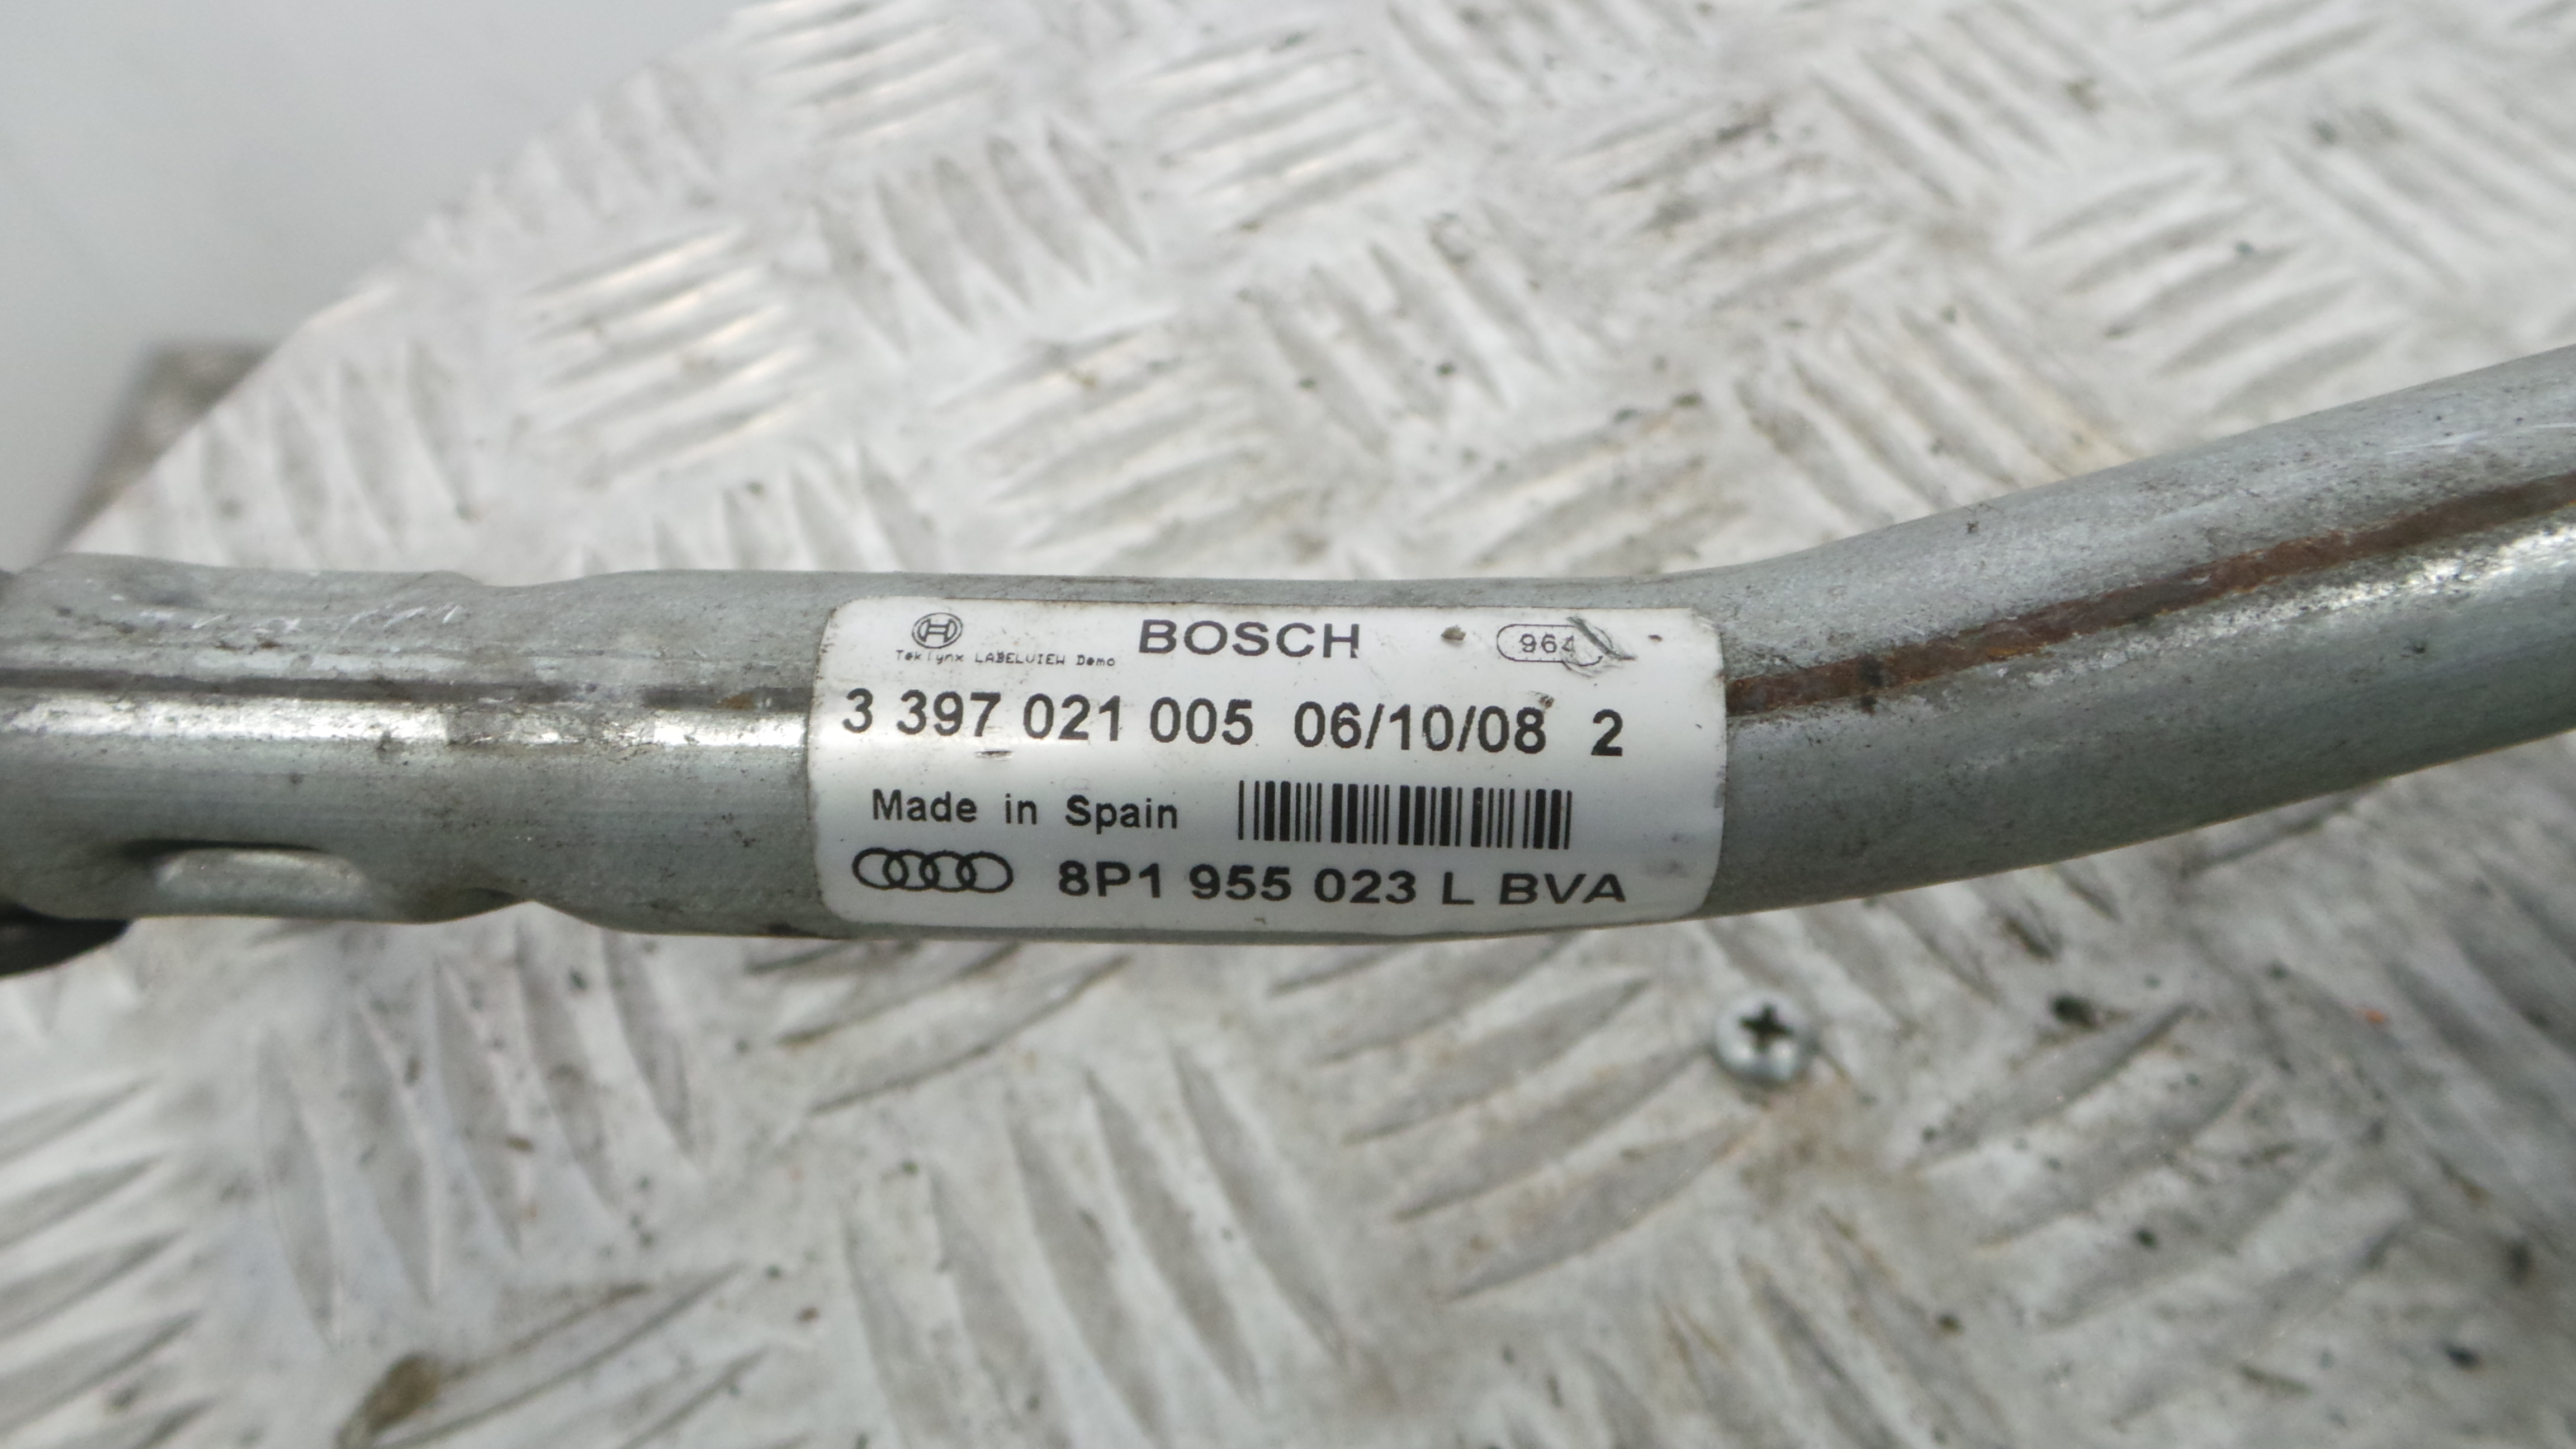 BOSCH
Teklynx LABELVIEW Demo
3 397 021 005 06/10/08 2
Made in Spain
8P1 955 023 L BVA